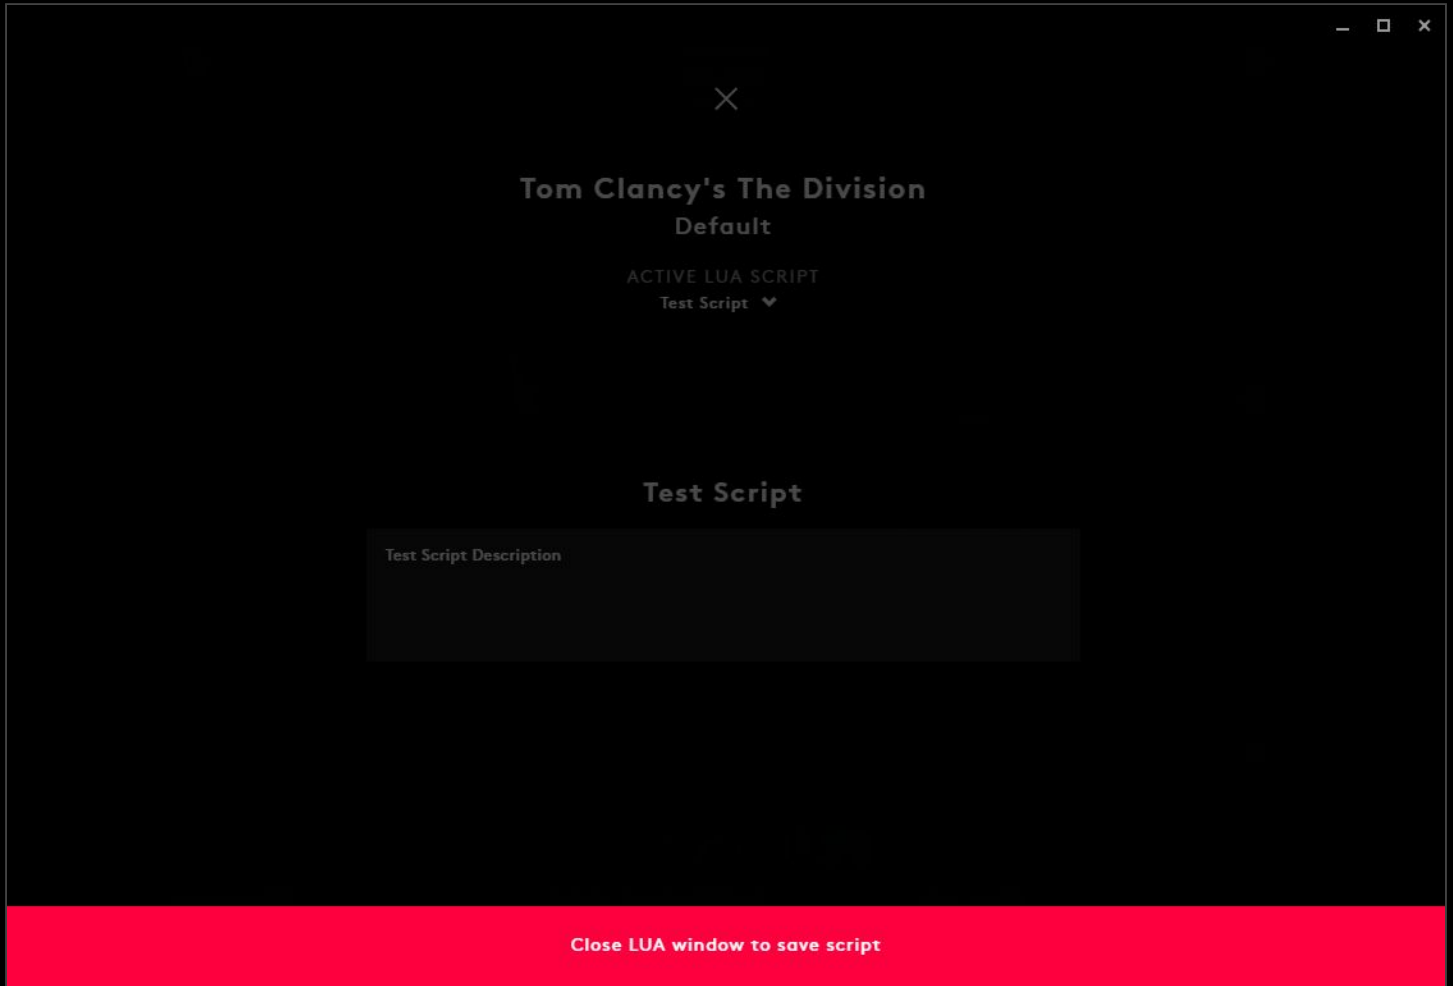 Tom Clancy's The Division
Default
ACTIVE LUA SCRIPT
Test Script
Test Script
Test Script Description
Close LUA window to save script